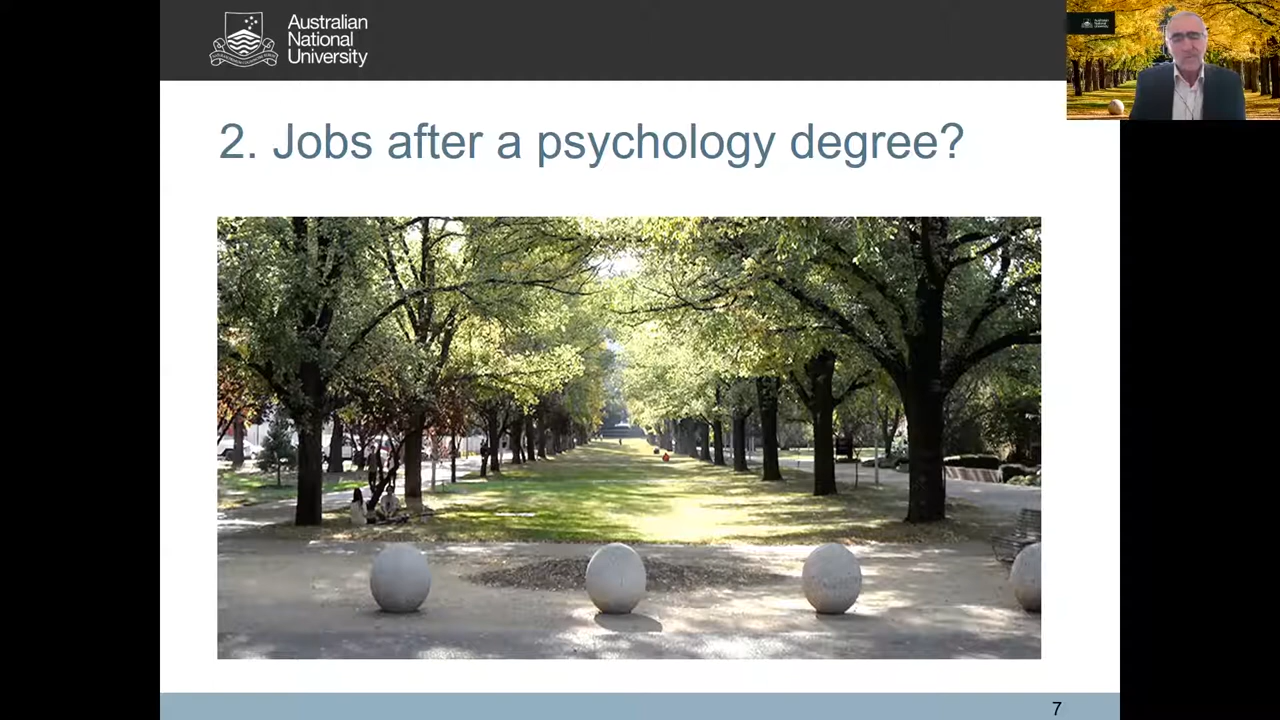 Australian
National
University
2. Jobs after a psychology degree?
7